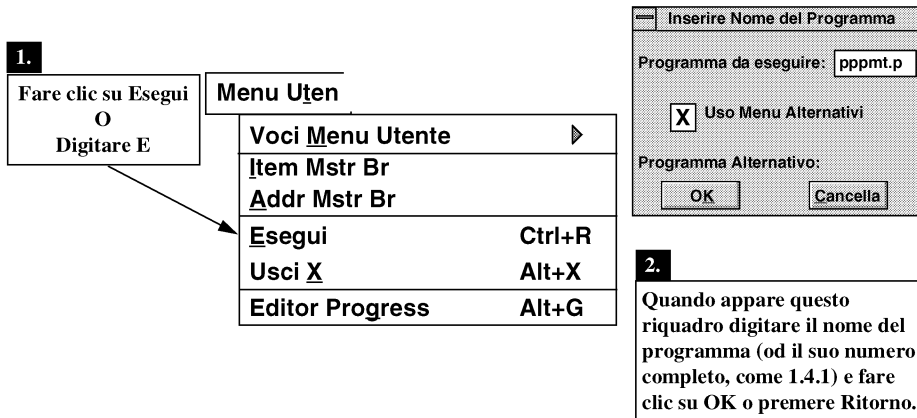 1.
Fare clic su Esegui
O
Digitare E
Menu Uten
Voci Menu Utente
Item Mstr Br
Addr Mstr Br
Esegui Ctrl+R
Usci X Alt+X
Editor Progress Alt+G
Inserire Nome del Programma
Programma da eseguire: pppmt.p
X Uso Menu Alternativi
Programma Alternativo:
OK Cancella
2.
Quando appare questo
riquadro digitare il nome del
programma (od il suo numero
completo, come 1.4.1) e fare
clic su OK o premere Ritorno.